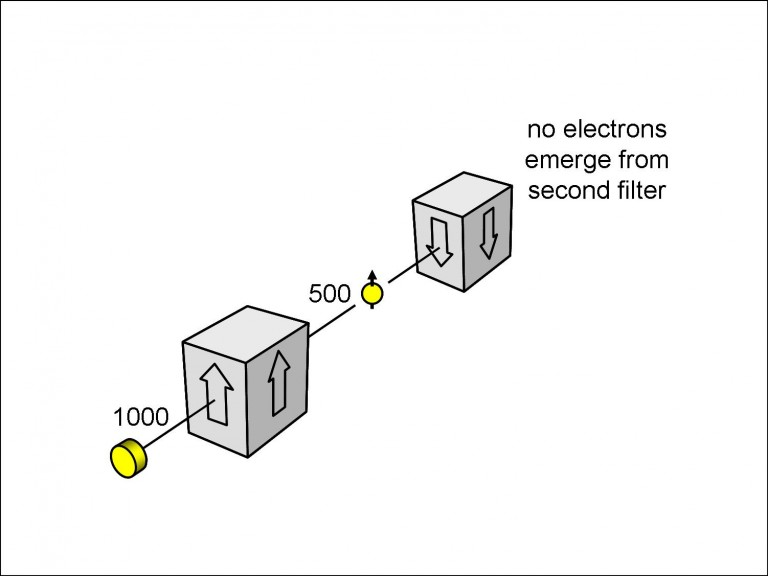 no electrons
emerge from
second filter
500
1000